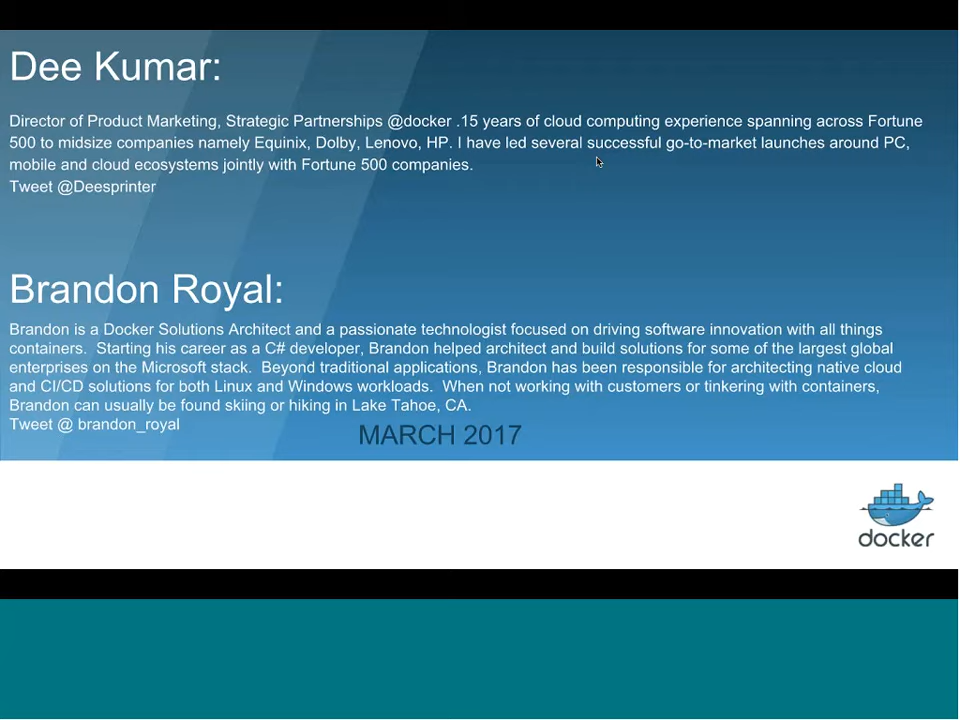 Dee Kumar:
Director of Product Marketing, Strategic Partnerships @docker .15 years of cloud computing experience spanning across Fortune
500 to midsize companies namely Equinix, Dolby, Lenovo, HP. I have led several successful go-to-market launches around PC,
mobile and cloud ecosystems jointly with Fortune 500 companies.
Tweet @Deesprinter
Brandon Royal:
Brandon is a Docker Solutions Architect and a passionate technologist focused on driving software innovation with all things
containers.  Starting his career as a C# developer, Brandon helped architect and build solutions for some of the largest global
enterprises on the Microsoft stack.  Beyond traditional applications, Brandon has been responsible for architecting native cloud
and CI/CD solutions for both Linux and Windows workloads.  When not working with customers or tinkering with containers,
Brandon can usually be found skiing or hiking in Lake Tahoe, CA.
Tweet @ brandon_royal
MARCH 2017
docker